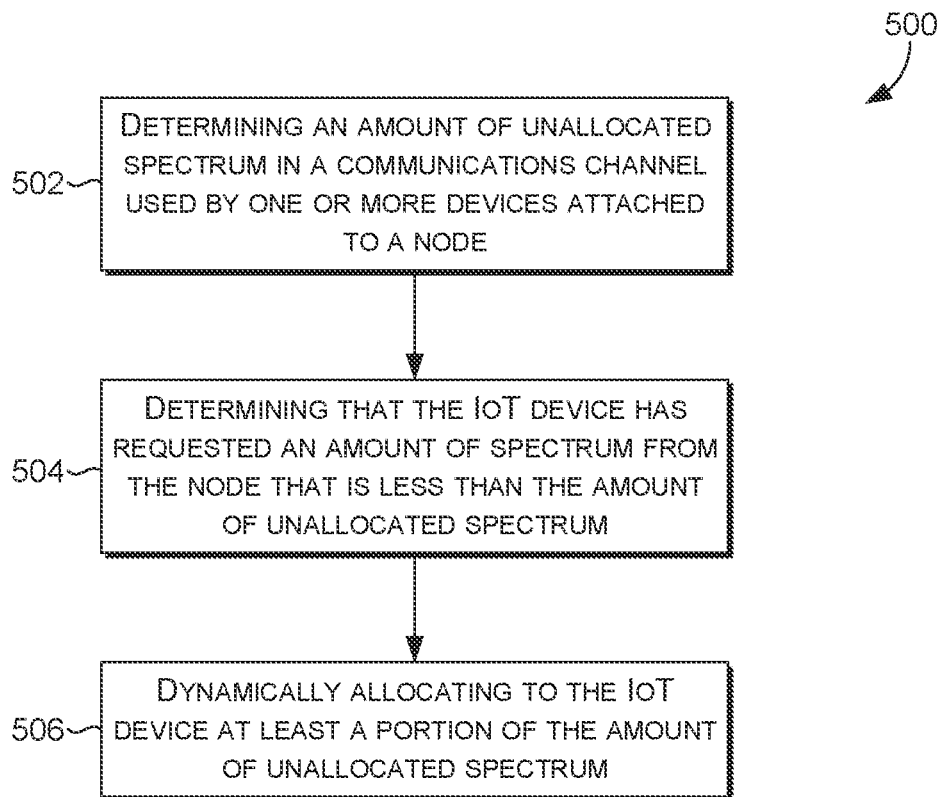 500
DETERMINING AN AMOUNT OF UNALLOCATED
SPECTRUM IN A COMMUNICATIONS CHANNEL
USED BY ONE OR MORE DEVICES ATTACHED
TO A NODE
502
DETERMINING THAT THE IOT DEVICE HAS
REQUESTED AN AMOUNT OF SPECTRUM FROM
THE NODE THAT IS LESS THAN THE AMOUNT
OF UNALLOCATED SPECTRUM
504
DYNAMICALLY ALLOCATING TO THE IOT
DEVICE AT LEAST A PORTION OF THE AMOUNT
OF UNALLOCATED SPECTRUM
506